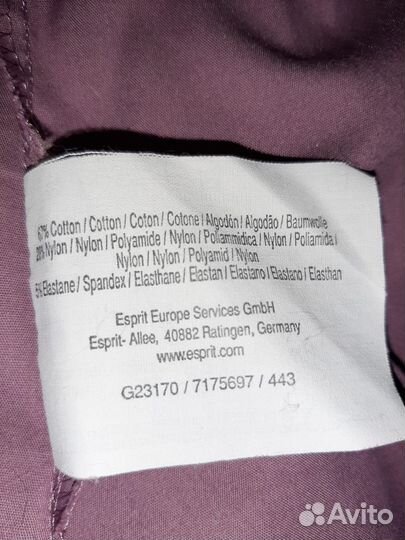 67% Cotton / Cotton / Coton / Cotone / Algodón / Algodão / Baumwolle
28% Nylon / Nylon / Polyamide / Nylon / Poliammidica / Nylon / Poliamida /
Nylon / Nylon / Polyamid / Nylon
5% Elastane / Spandex / Elasthane / Elastan / Elastano / Elastano / Elasthan
Esprit Europe Services GmbH
Esprit- Allee, 40882 Ratingen, Germany
www.esprit.com
G23170 / 7175697 / 443
Avito